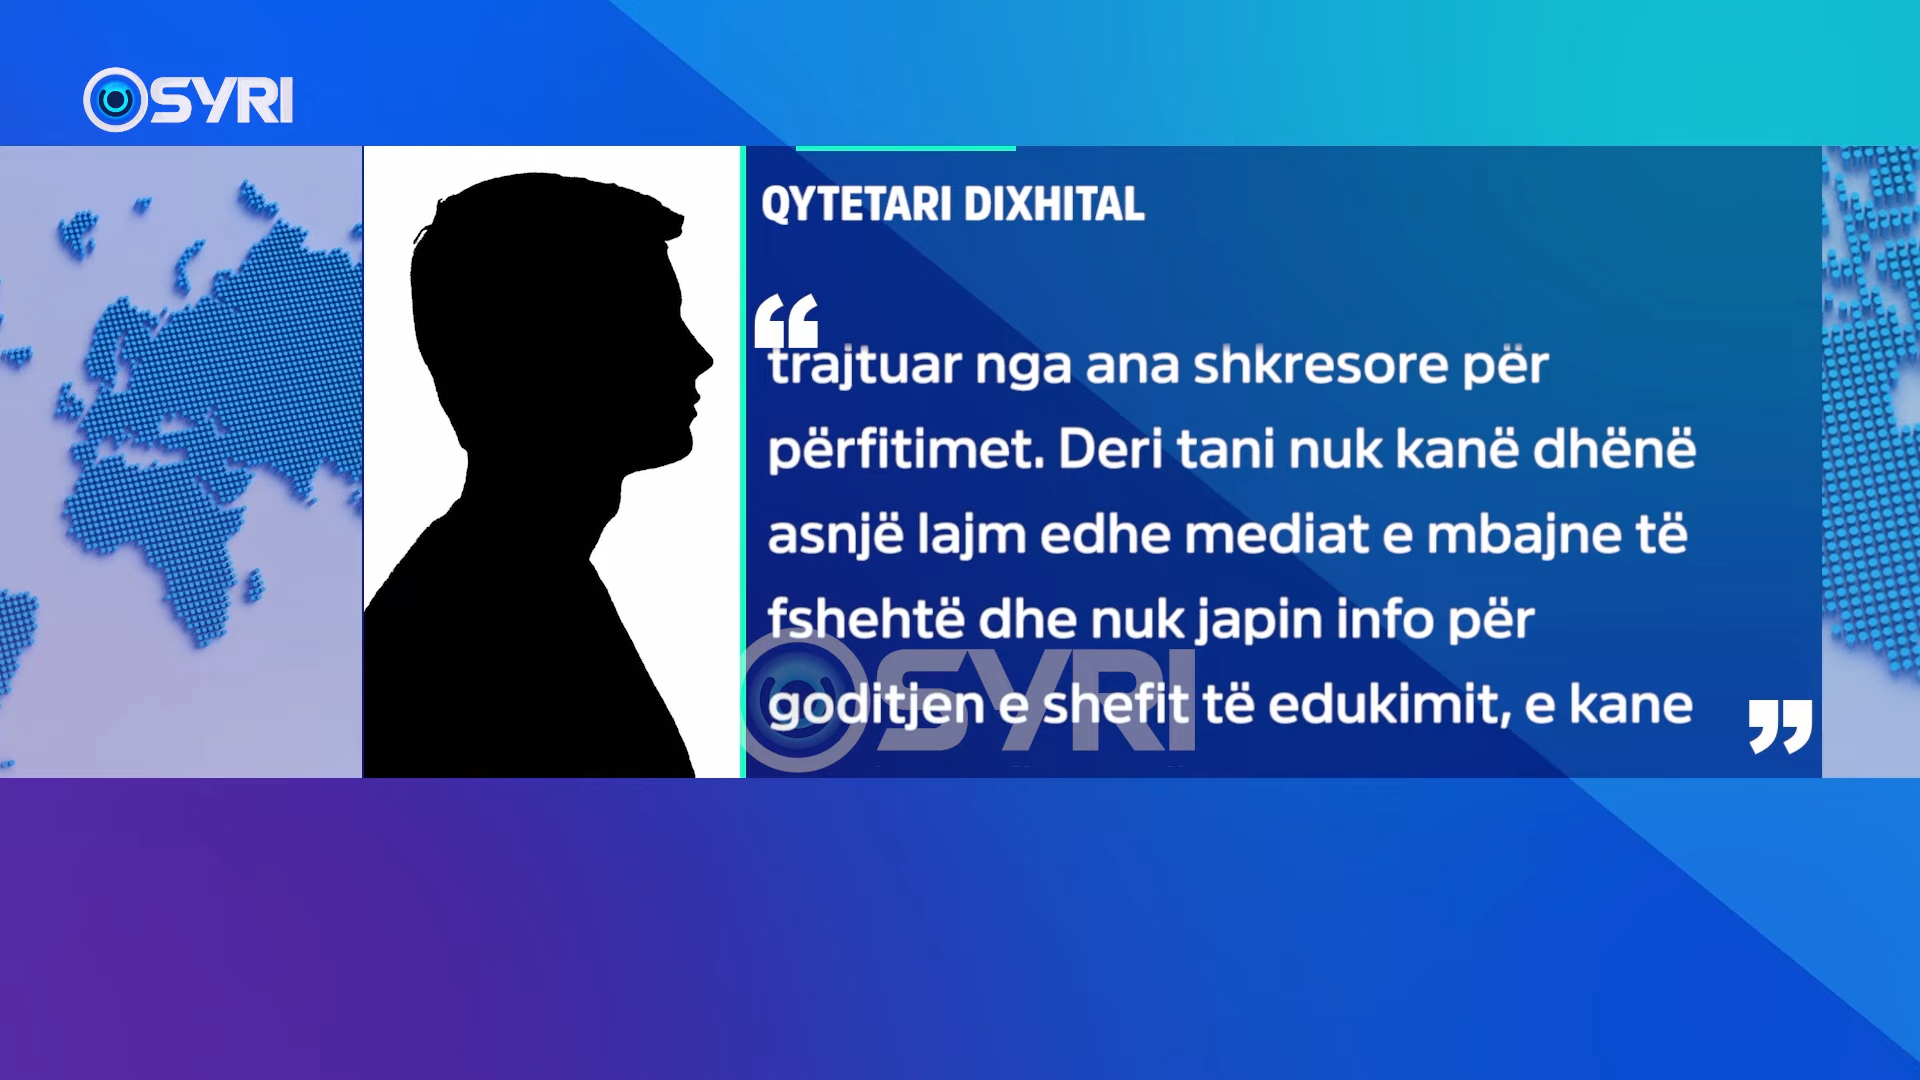 SYRI
QYTETARI DIXHITAL
“
trajtuar nga ana shkresore për
përfitimet. Deri tani nuk kanë dhënë
asnjë lajm edhe mediat e mbajne të
fshehtë dhe nuk japin info për
goditjen e shefit të edukimit, e kane
”
SYRI